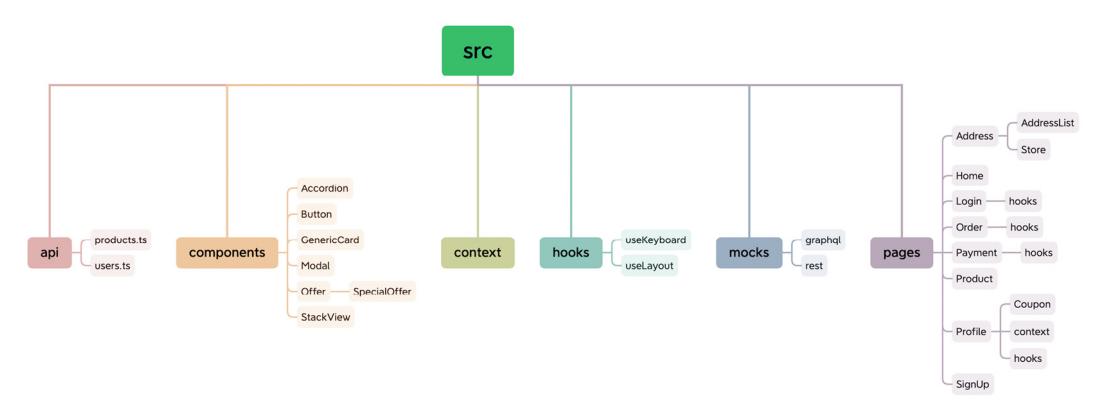 src
api
products.ts
users.ts
components
Accordion
Button
GenericCard
Modal
Offer
SpecialOffer
StackView
context
hooks
useKeyboard
useLayout
mocks
graphql
rest
pages
Address
AddressList
Store
Home
Login
hooks
Order
hooks
Payment
hooks
Product
Profile
Coupon
context
hooks
SignUp